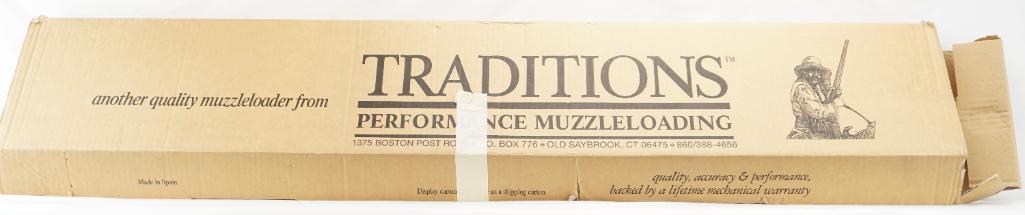 another quality muzzleloader from
TRADITIONS™
PERFORMANCE MUZZLELOADING
1375 BOSTON POST RO O. BOX 776 • OLD SAYBROOK, CT 06475 • 860/388-4656
Made in Spain
Display carton e as a shipping carton.
quality, accuracy & performance,
backed by a lifetime mechanical warranty